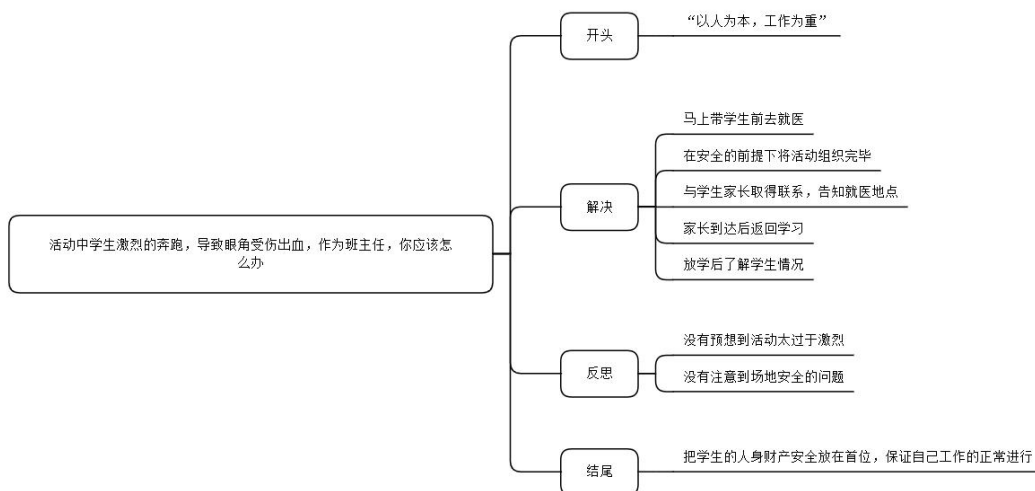 开头
“以人为本，工作为重”
马上带学生前去就医
在安全的前提下将活动组织完毕
解决
与学生家长取得联系，告知就医地点
家长到达后返回学习
放学后了解学生情况
活动中学生激烈的奔跑，导致眼角受伤出血，作为班主任，你应该怎
么办
没有预想到活动太过于激烈
反思
没有注意到场地安全的问题
结尾
把学生的人身财产安全放在首位，保证自己工作的正常进行